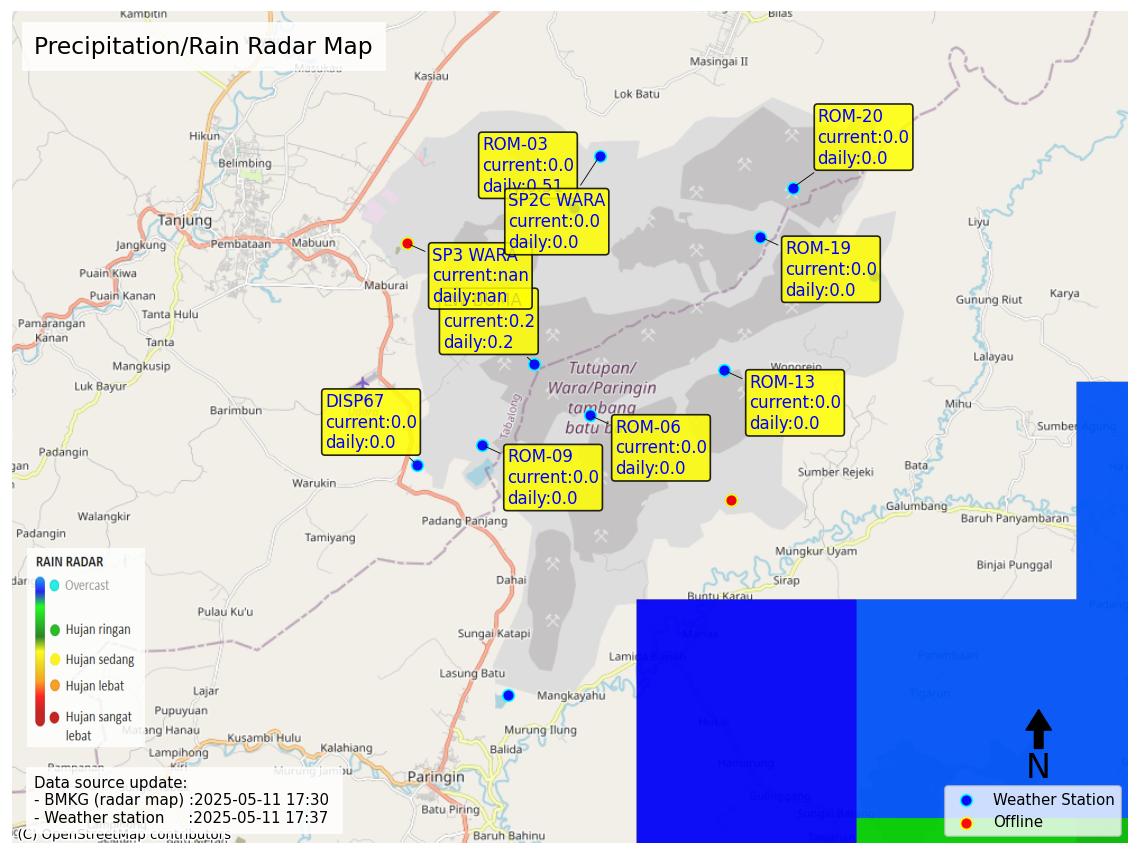 Precipitation/Rain Radar Map
Kambitin
Bilas
Masingai II
Masukau
Kasiau
Lok Batu
Hikun
Belimbing
ROM-20
current:0.0
daily:0.0
ROM-03
current:0.0
daily:0.51
SP2C WARA
current:0.0
daily:0.0
Tanjung
Jangkung
Pembataan
Mabuun
Liyu
SP3 WARA
current:nan
daily:nan
ROM-19
current:0.0
daily:0.0
Puain Kiwa
Puain Kanan
Maburai
Tanta Hulu
Gunung Riut
Karya
current:0.2
daily:0.2
Pamarangan
Kanan
Tanta
Mangkusip
Luk Bayur
Lalayau
Wonorejo
Tutupan/
Wara/Paringin
tambang
batu b
Tabalong
ROM-13
current:0.0
daily:0.0
DISP67
current:0.0
daily:0.0
Barimbun
Mihu
ROM-06
current:0.0
daily:0.0
Sumber Agung
Padangin
ROM-09
current:0.0
daily:0.0
Warukin
Sumber Rejeki
Bata
Galumbang
Baruh Panyambaran
Walangkir
Padangin
Padang Panjang
Tamiyang
Mungkur Uyam
Binjai Punggal
Dahai
Sirap
Buntu Karau
RAIN RADAR
Overcast
Hujan ringan
Hujan sedang
Hujan lebat
Hujan sangat
lebat
Pulau Ku'u
Sungai Katapi
Lasung Batu
Lajar
Pupuyuan
Matang Hanau
Mangkayahu
Murung Ilung
Kusambi Hulu
Lampihong
Kalahiang
Balida
Murung Jambu
Paringin
Batu Piring
Baruh Bahinu
N
Weather Station
Offline
Data source update:
- BMKG (radar map) :2025-05-11 17:30
- Weather station :2025-05-11 17:37
(C) OpenStreetMap contributors